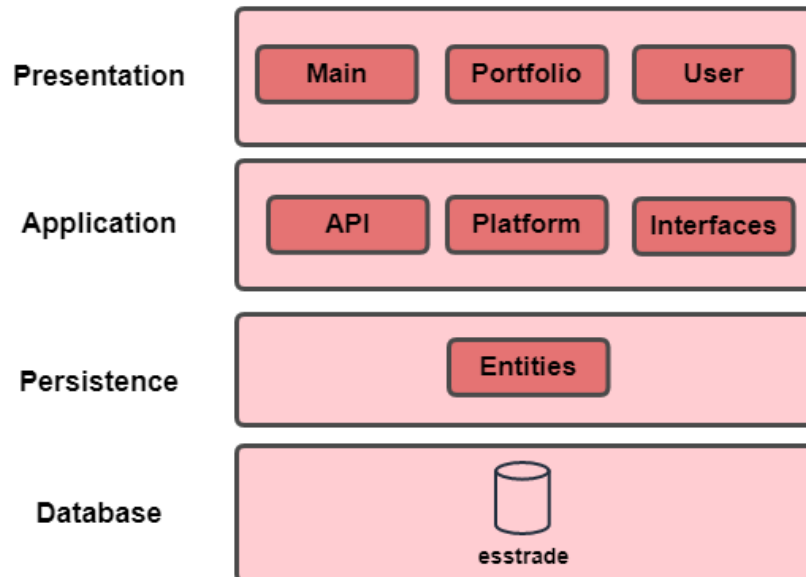 Presentation
Main
Portfolio
User
Application
API
Platform
Interfaces
Persistence
Entities
Database
esstrade